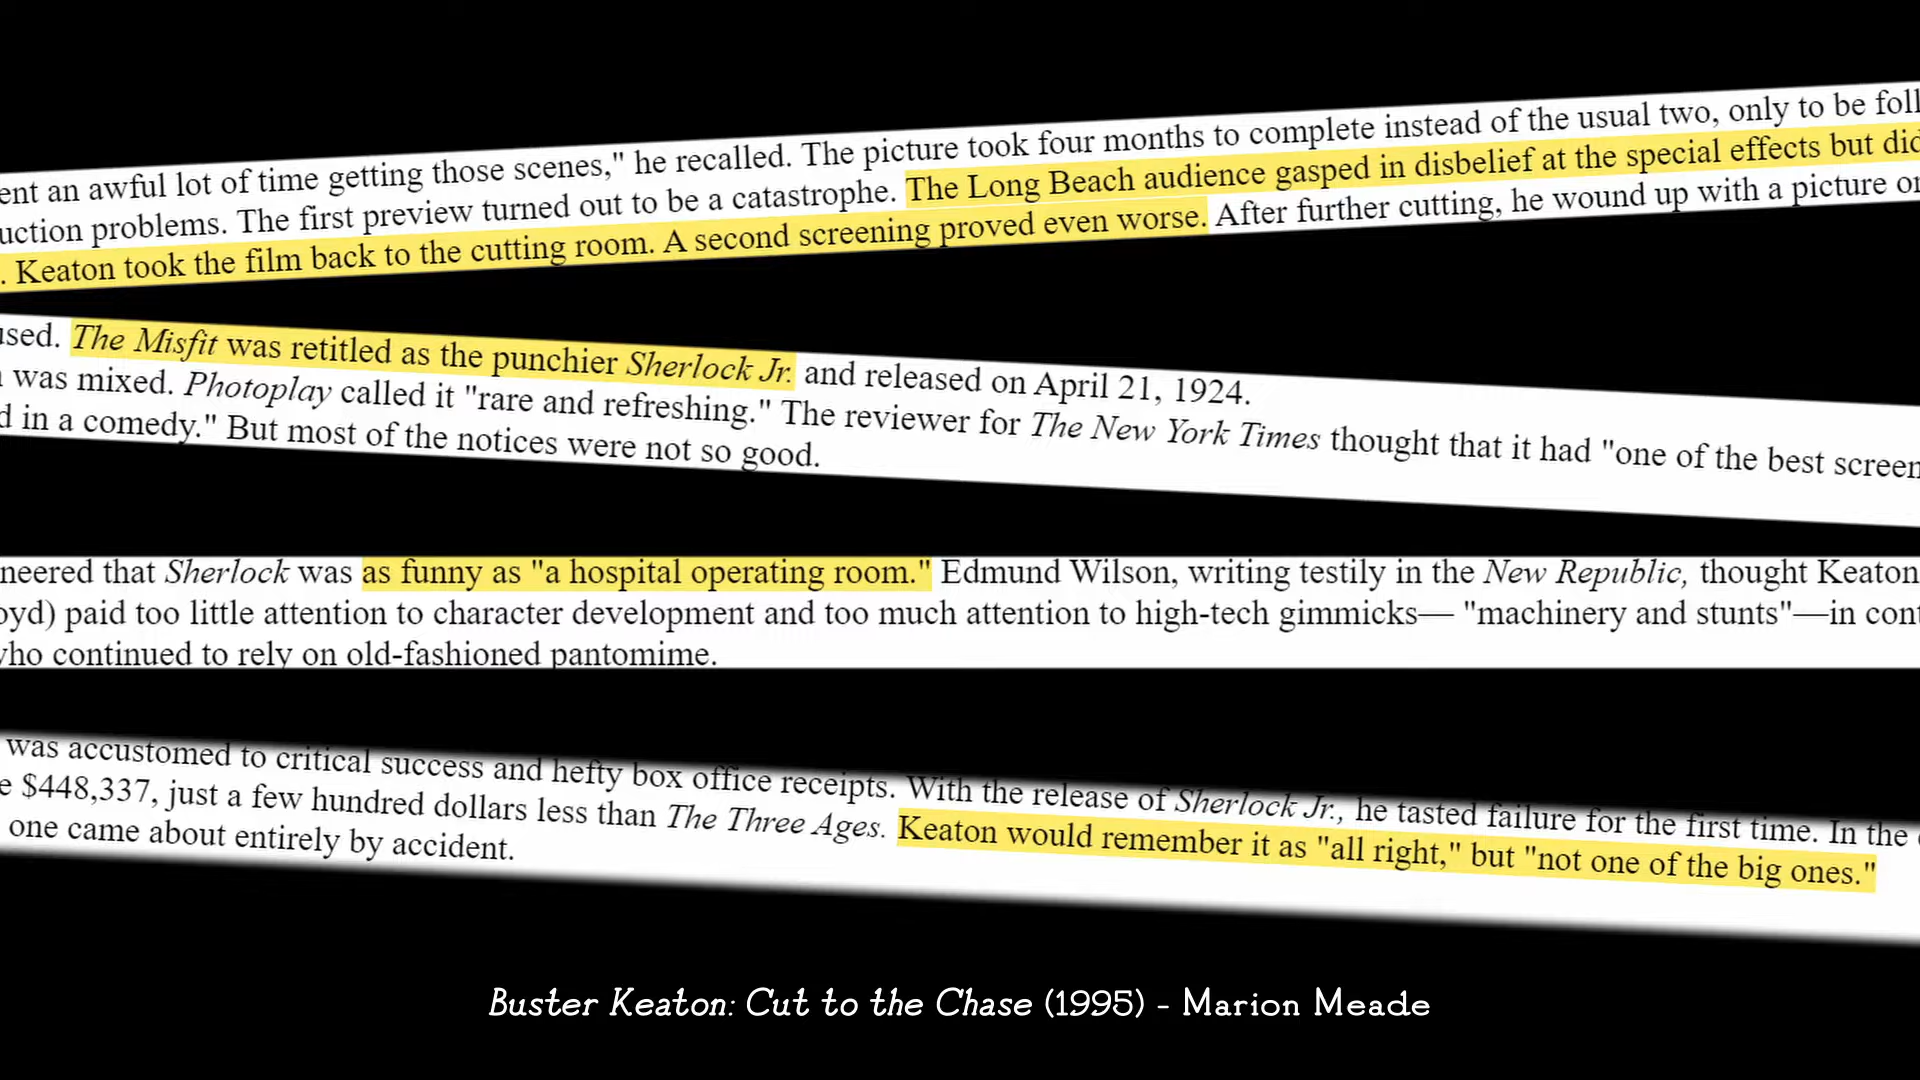 ent an awful lot of time getting those scenes," he recalled. The picture took four months to complete instead of the usual two, only to be foll
uction problems. The first preview turned out to be a catastrophe. The Long Beach audience gasped in disbelief at the special effects but did
. Keaton took the film back to the cutting room. A second screening proved even worse. After further cutting, he wound up with a picture
used. The Misfit was retitled as the punchier Sherlock Jr. and released on April 21, 1924.
was mixed. Photoplay called it "rare and refreshing." The reviewer for The New York Times thought that it had "one of the best screen
d in a comedy." But most of the notices were not so good.
neered that Sherlock was as funny as "a hospital operating room." Edmund Wilson, writing testily in the New Republic, thought Keaton
oyd) paid too little attention to character development and too much attention to high-tech gimmicks— "machinery and stunts"—in cont
who continued to rely on old-fashioned pantomime.
was accustomed to critical success and hefty box office receipts. With the release of Sherlock Jr., he tasted failure for the first time. In the
e $448,337, just a few hundred dollars less than The Three Ages. Keaton would remember it as "all right," but "not one of the big ones."
one came about entirely by accident.
Buster Keaton: Cut to the Chase (1995) - Marion Meade